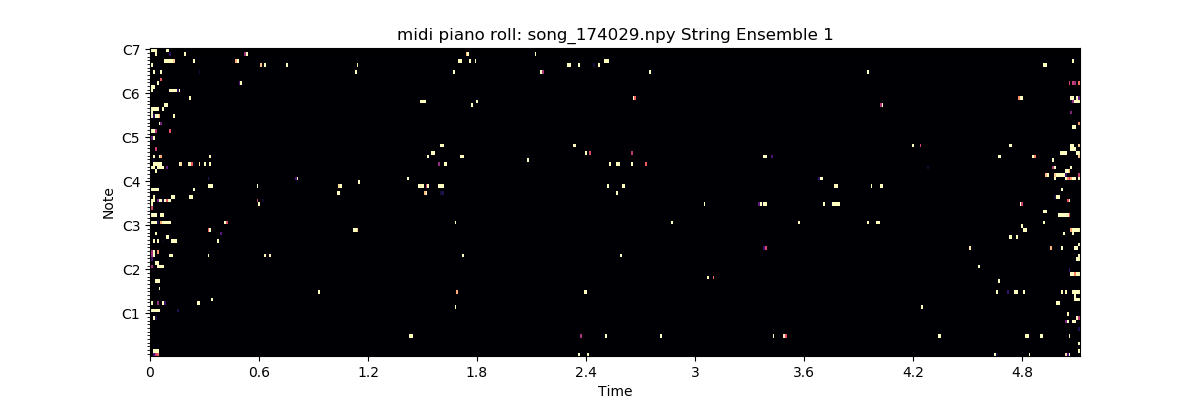 midi piano roll: song_174029.npy String Ensemble 1
C7
C6
C5
C4
C3
C2
C1
Note
0 0.6 1.2 1.8 2.4 3 3.6 4.2 4.8
Time